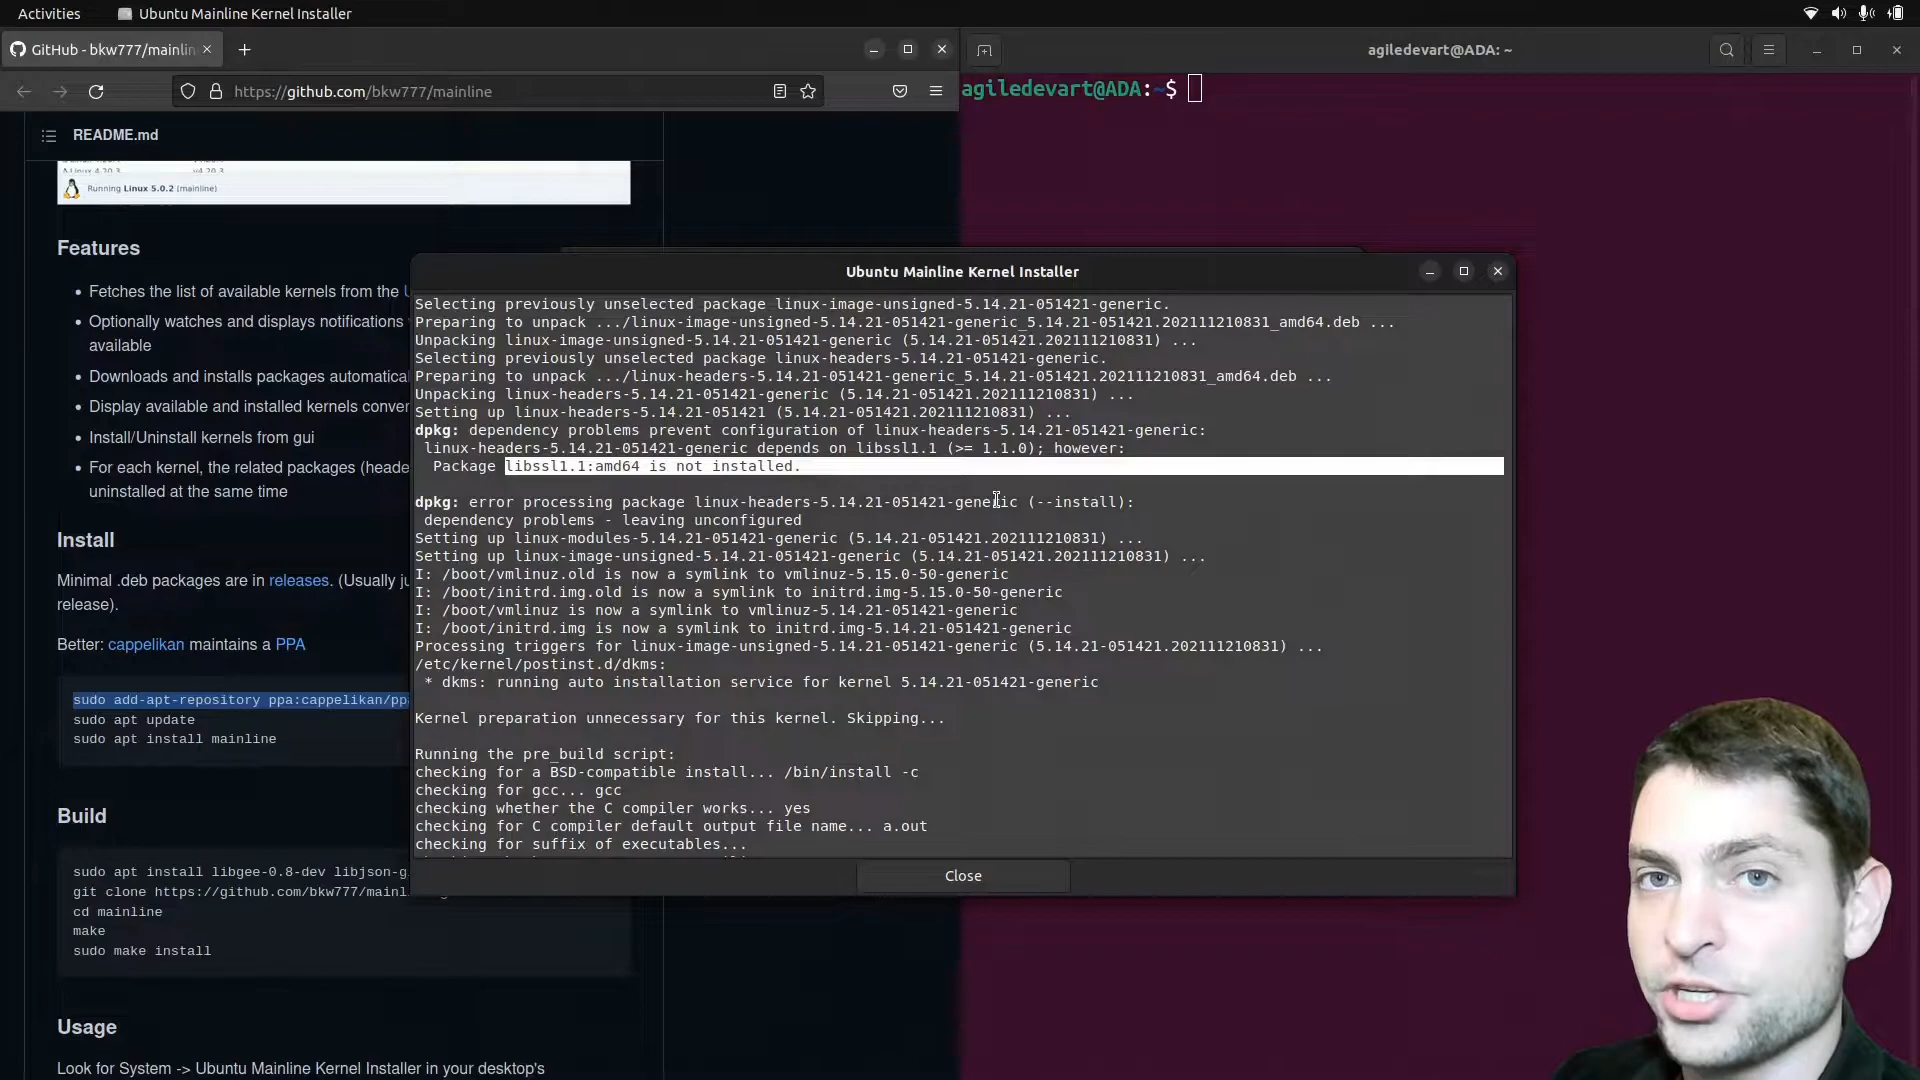 Activities
Ubuntu Mainline Kernel Installer
GitHub - bkw777/mainlin
https://github.com/bkw777/mainline
agiledevart@ADA: ~
agiledevart@ADA:~$
README.md
v4.20.3
Running Linux 5.0.2 (mainline)
Features
Fetches the list of available kernels from the
Optionally watches and displays notifications
available
Downloads and installs packages automatica
Display available and installed kernels conver
Install/Uninstall kernels from gui
For each kernel, the related packages (heade
uninstalled at the same time
Install
Minimal .deb packages are in releases. (Usually ju
release).
Better: cappelikan maintains a PPA
sudo add-apt-repository ppa:cappelikan/pp
sudo apt update
sudo apt install mainline
Build
sudo apt install libgee-0.8-dev libjson-g
git clone https://github.com/bkw777/mainl
cd mainline
make
sudo make install
Usage
Look for System -> Ubuntu Mainline Kernel Installer in your desktop's
Ubuntu Mainline Kernel Installer
Selecting previously unselected package linux-image-unsigned-5.14.21-051421-generic.
Preparing to unpack .../linux-image-unsigned-5.14.21-051421-generic_5.14.21-051421.202111210831_amd64.deb ...
Unpacking linux-image-unsigned-5.14.21-051421-generic (5.14.21-051421.202111210831) ...
Selecting previously unselected package linux-headers-5.14.21-051421-generic.
Preparing to unpack .../linux-headers-5.14.21-051421-generic_5.14.21-051421.202111210831_amd64.deb ...
Unpacking linux-headers-5.14.21-051421-generic (5.14.21-051421.202111210831) ...
Setting up linux-headers-5.14.21-051421 (5.14.21-051421.202111210831) ...
dpkg: dependency problems prevent configuration of linux-headers-5.14.21-051421-generic:
linux-headers-5.14.21-051421-generic depends on libssl1.1 (>= 1.1.0); however:
Package libssl1.1:amd64 is not installed.
dpkg: error processing package linux-headers-5.14.21-051421-generic (--install):
dependency problems - leaving unconfigured
Setting up linux-modules-5.14.21-051421-generic (5.14.21-051421.202111210831) ...
Setting up linux-image-unsigned-5.14.21-051421-generic (5.14.21-051421.202111210831) ...
I: /boot/vmlinuz.old is now a symlink to vmlinuz-5.15.0-50-generic
I: /boot/initrd.img.old is now a symlink to initrd.img-5.15.0-50-generic
I: /boot/vmlinuz is now a symlink to vmlinuz-5.14.21-051421-generic
I: /boot/initrd.img is now a symlink to initrd.img-5.14.21-051421-generic
Processing triggers for linux-image-unsigned-5.14.21-051421-generic (5.14.21-051421.202111210831) ...
/etc/kernel/postinst.d/dkms:
* dkms: running auto installation service for kernel 5.14.21-051421-generic
Kernel preparation unnecessary for this kernel. Skipping...
Running the pre_build script:
checking for a BSD-compatible install... /bin/install -c
checking for gcc... gcc
checking whether the C compiler works... yes
checking for C compiler default output file name... a.out
checking for suffix of executables...
Close